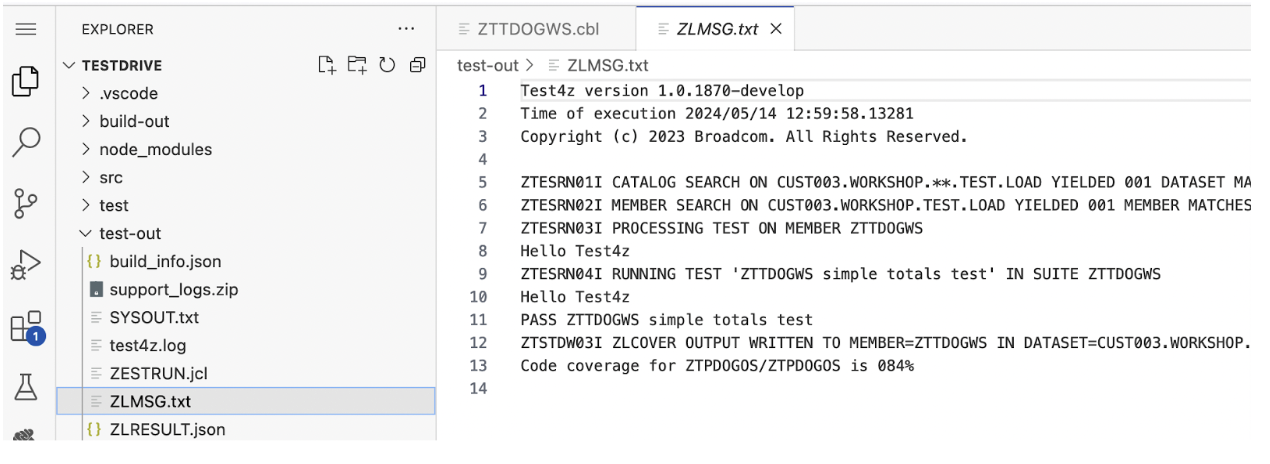 EXPLORER
···
TESTDRIVE
.vscode
build-out
node_modules
src
test
test-out
{} build_info.json
support_logs.zip
SYSOUT.txt
test4z.log
ZESTRUN.jcl
ZLMSG.txt
{} ZLRESULT.json
1
ZTTDOGWS.cbl
ZLMSG.txt ×
test-out > ZLMSG.txt
1 Test4z version 1.0.1870-develop
2 Time of execution 2024/05/14 12:59:58.13281
3 Copyright (c) 2023 Broadcom. All Rights Reserved.
4
5 ZTESRN01I CATALOG SEARCH ON CUST003.WORKSHOP.**.TEST.LOAD YIELDED 001 DATASET MA
6 ZTESRN02I MEMBER SEARCH ON CUST003.WORKSHOP.TEST.LOAD YIELDED 001 MEMBER MATCHES
7 ZTESRN03I PROCESSING TEST ON MEMBER ZTTDOGWS
8 Hello Test4z
9 ZTESRN04I RUNNING TEST 'ZTTDOGWS simple totals test' IN SUITE ZTTDOGWS
10 Hello Test4z
11 PASS ZTTDOGWS simple totals test
12 ZTSTDW03I ZLCOVER OUTPUT WRITTEN TO MEMBER=ZTTDOGWS IN DATASET=CUST003.WORKSHOP.
13 Code coverage for ZTPDOGOS/ZTPDOGOS is 084%
14